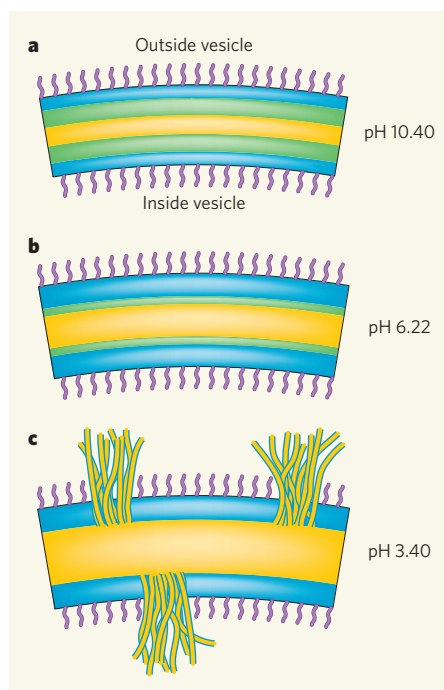 a
Outside vesicle
pH 10.40
Inside vesicle
b
pH 6.22
c
pH 3.40